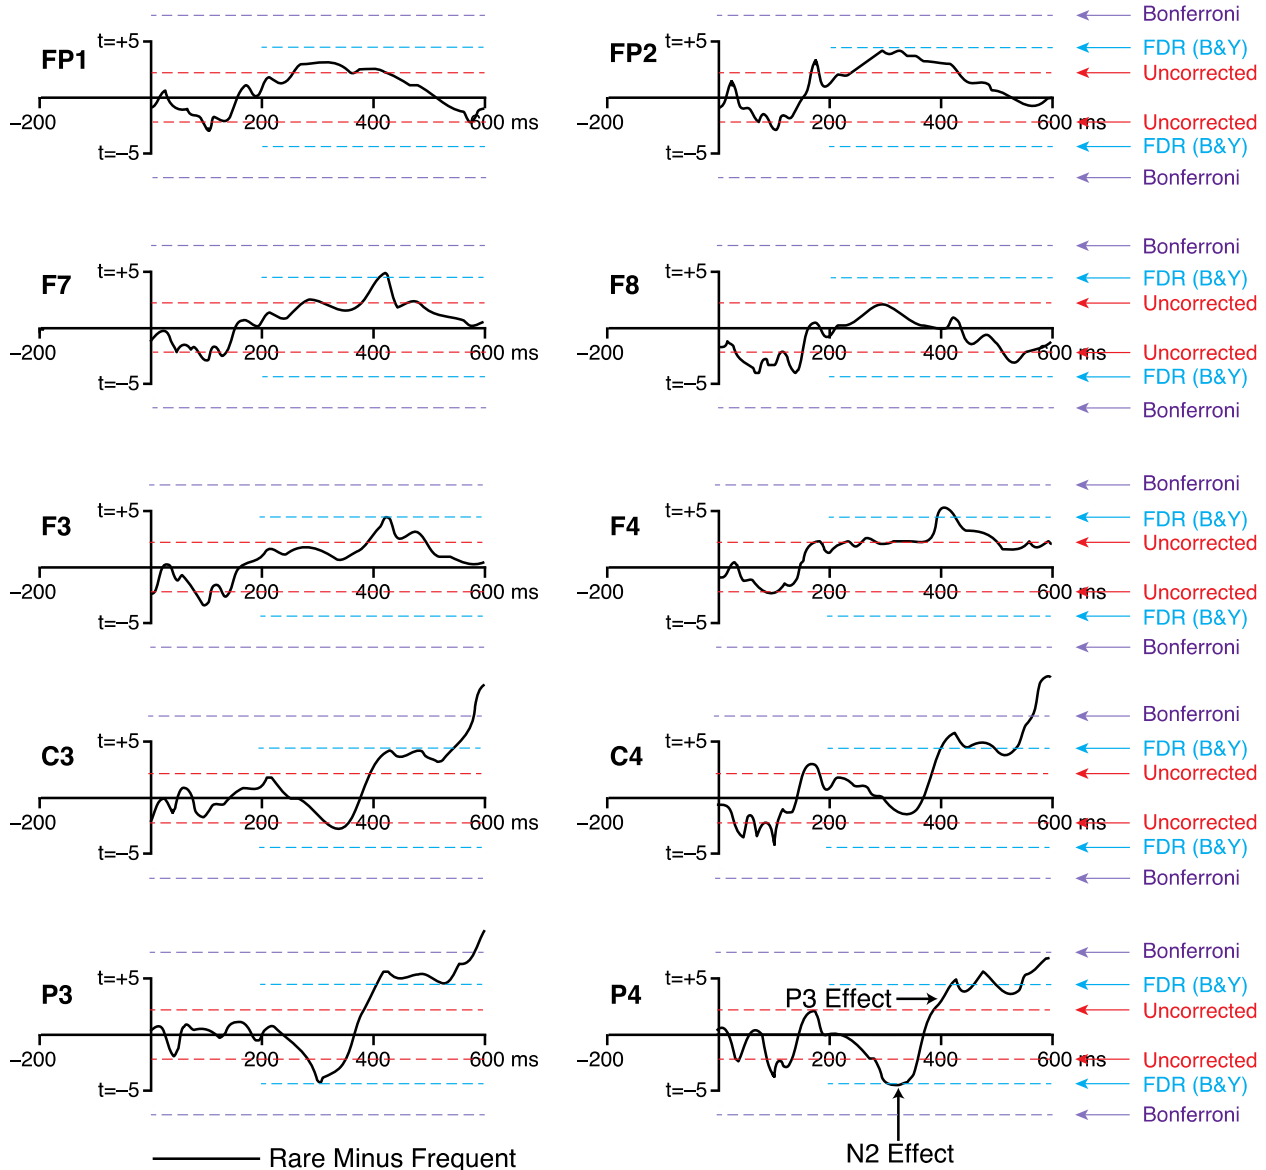 Bonferroni
t=+5 t=+5 FDR (B&Y)
FP1 FP2 Uncorrected
–200 200 400 600 ms –200 200 400 600 ms Uncorrected
t=–5 t=–5 FDR (B&Y)
Bonferroni
Bonferroni
t=+5 t=+5 FDR (B&Y)
F7 F8 Uncorrected
–200 200 400 600 ms –200 200 400 600 ms Uncorrected
t=–5 t=–5 FDR (B&Y)
Bonferroni
Bonferroni
t=+5 t=+5 FDR (B&Y)
F3 F4 Uncorrected
–200 200 400 600 ms –200 200 400 600 ms Uncorrected
t=–5 t=–5 FDR (B&Y)
Bonferroni
Bonferroni
t=+5 t=+5 FDR (B&Y)
C3 C4 Uncorrected
–200 200 400 600 ms –200 200 400 600 ms Uncorrected
t=–5 t=–5 FDR (B&Y)
Bonferroni
Bonferroni
t=+5 t=+5 FDR (B&Y)
P3 P4 P3 Effect Uncorrected
–200 200 400 600 ms –200 200 400 600 ms Uncorrected
t=–5 t=–5 FDR (B&Y)
Bonferroni
N2 Effect
Rare Minus Frequent